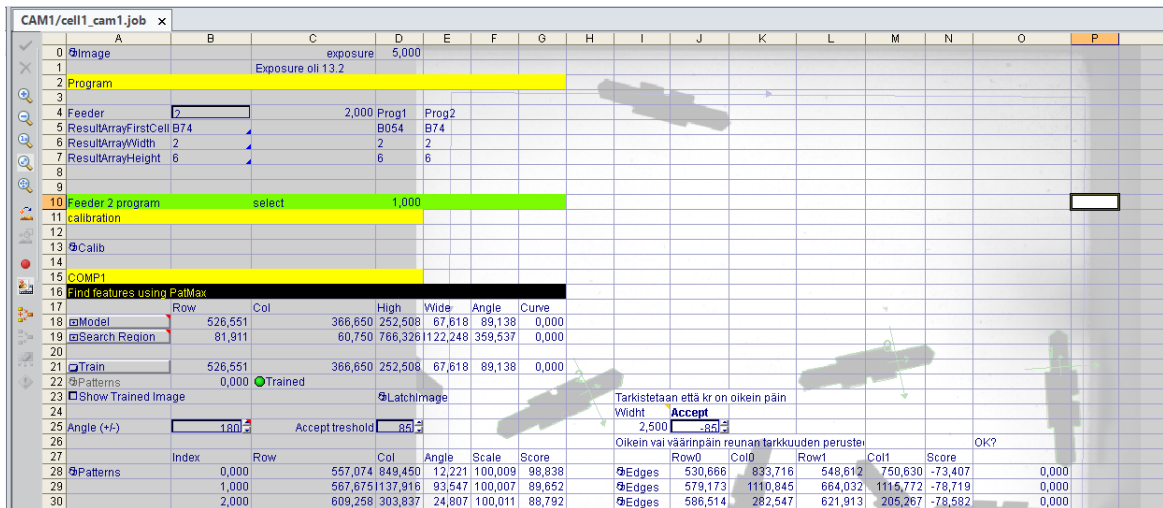 CAM1/cell1_cam1.job x
A B C D E F G H I J K L M N O P
0 Image exposure 5,000
1 Exposure oli 13.2
2 Program
3
4 Feeder 2 2,000 Prog1 Prog2
5 ResultArrayFirstCell B74 B054 B74
6 ResultArrayWidth 2 2 2
7 ResultArrayHeight 6 6 6
8
9
10 Feeder 2 program select 1,000
11 calibration
12
13 Calib
14
15 COMP1
16 Find features using PatMax
17 Row Col High Wide Angle Curve
18 Model 526,551 366,650 252,508 67,618 89,138 0,000
19 Search Region 81,911 60,750 766,326 1122,248 359,537 0,000
20
21 Train 526,551 366,650 252,508 67,618 89,138 0,000
22 Patterns 0,000 Trained
23 Show Trained Image LatchImage Tarkistetaan että kr on oikein päin
24 Widht Accept
25 Angle (+/-) 180 Accept treshold 85 2,500 -85
26 Oikein vai väärinpäin reunan tarkkuuden peruste OK?
27 Index Row Col Angle Scale Score Row0 Col0 Row1 Col1 Score
28 Patterns 0,000 557,074 849,450 12,221 100,009 98,838 Edges 530,666 833,716 548,612 750,630 -73,407 0,000
29 1,000 567,675 1137,916 93,547 100,007 89,652 Edges 579,173 1110,845 664,032 1115,772 -78,719 0,000
30 2,000 609,258 303,837 24,807 100,011 88,792 Edges 586,514 282,547 621,913 205,267 -78,582 0,000